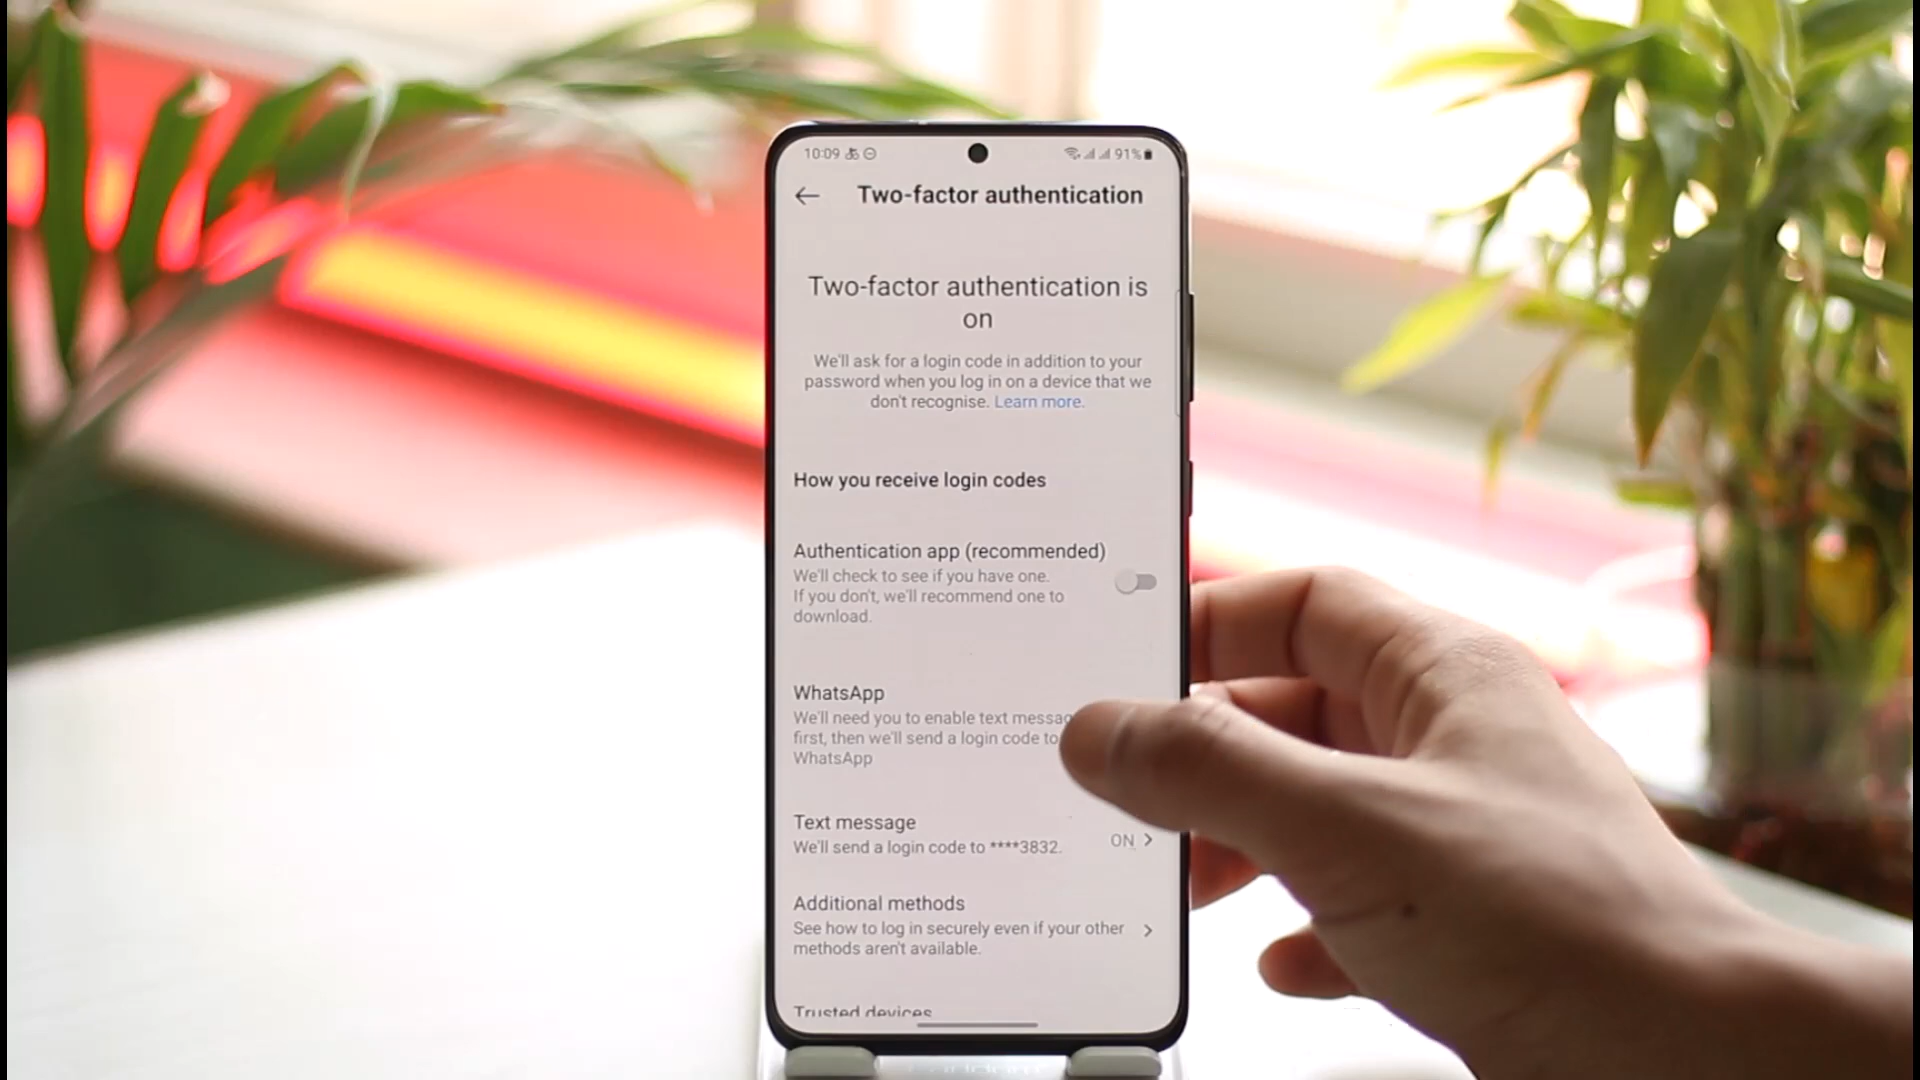 10:09 91%
Two-factor authentication
Two-factor authentication is
on
We'll ask for a login code in addition to your
password when you log in on a device that we
don't recognise. Learn more.
How you receive login codes
Authentication app (recommended)
We'll check to see if you have one.
If you don't, we'll recommend one to
download.
WhatsApp
We'll need you to enable text messag
first, then we'll send a login code to
WhatsApp
Text message
We'll send a login code to ****3832.
ON
Additional methods
See how to log in securely even if your other
methods aren't available.
Trusted devices